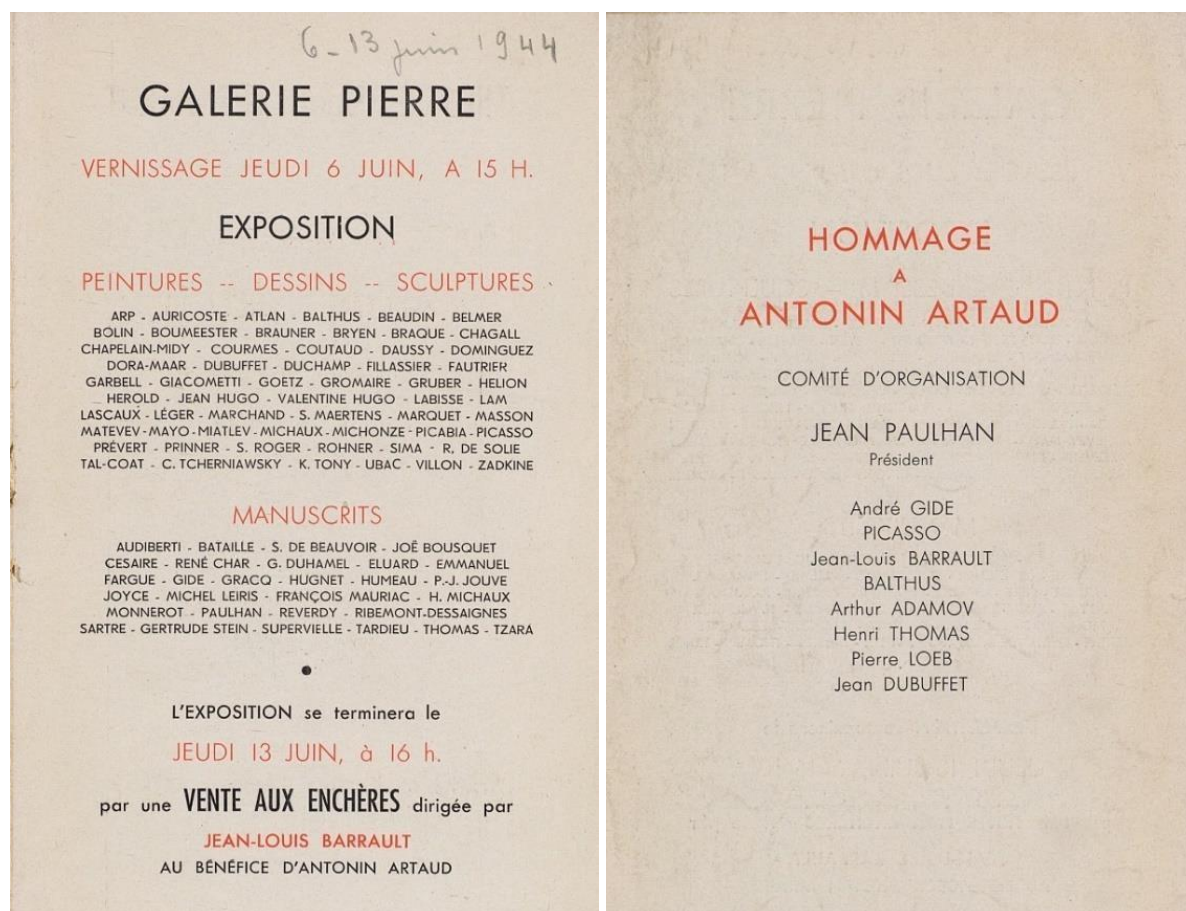 6-13 juin 1944
GALERIE PIERRE
VERNISSAGE JEUDI 6 JUIN, A 15 H.
EXPOSITION
PEINTURES -- DESSINS -- SCULPTURES
ARP - AURICOSTE - ATLAN - BALTHUS - BEAUDIN - BELMER
BOLIN - BOUMEESTER - BRAUNER - BRYEN - BRAQUE - CHAGALL
CHAPELAIN-MIDY - COURMES - COUTAUD - DAUSSY - DOMINGUEZ
DORA-MAAR - DUBUFFET - DUCHAMP - FILLASSIER - FAUTRIER
GARBELL - GIACOMETTI - GOETZ - GROMAIRE - GRUBER - HELION
HEROLD - JEAN HUGO - VALENTINE HUGO - LABISSE - LAM
LASCAUX - LÉGER - MARCHAND - S. MAERTENS - MARQUET - MASSON
MATEVEV - MAYO - MIATLEV - MICHAUX - MICHONZE - PICABIA - PICASSO
PRÉVERT - PRINNER - S. ROGER - ROHNER - SIMA - R. DE SOLIE
TAL-COAT - C. TCHERNIAWSKY - K. TONY - UBAC - VILLON - ZADKINE
MANUSCRITS
AUDIBERTI - BATAILLE - S. DE BEAUVOIR - JOÊ BOUSQUET
CESAIRE - RENÉ CHAR - G. DUHAMEL - ELUARD - EMMANUEL
FARGUE - GIDE - GRACQ - HUGNET - HUMEAU - P.-J. JOUVE
JOYCE - MICHEL LEIRIS - FRANÇOIS MAURIAC - H. MICHAUX
MONNEROT - PAULHAN - REVERDY - RIBEMONT-DESSAIGNES
SARTRE - GERTRUDE STEIN - SUPERVIELLE - TARDIEU - THOMAS - TZARA
L'EXPOSITION se terminera le
JEUDI 13 JUIN, à 16 h.
par une VENTE AUX ENCHÈRES dirigée par
JEAN-LOUIS BARRAULT
AU BÉNÉFICE D'ANTONIN ARTAUD
HOMMAGE
A
ANTONIN ARTAUD
COMITÉ D'ORGANISATION
JEAN PAULHAN
Président
André GIDE
PICASSO
Jean-Louis BARRAULT
BALTHUS
Arthur ADAMOV
Henri THOMAS
Pierre LOEB
Jean DUBUFFET